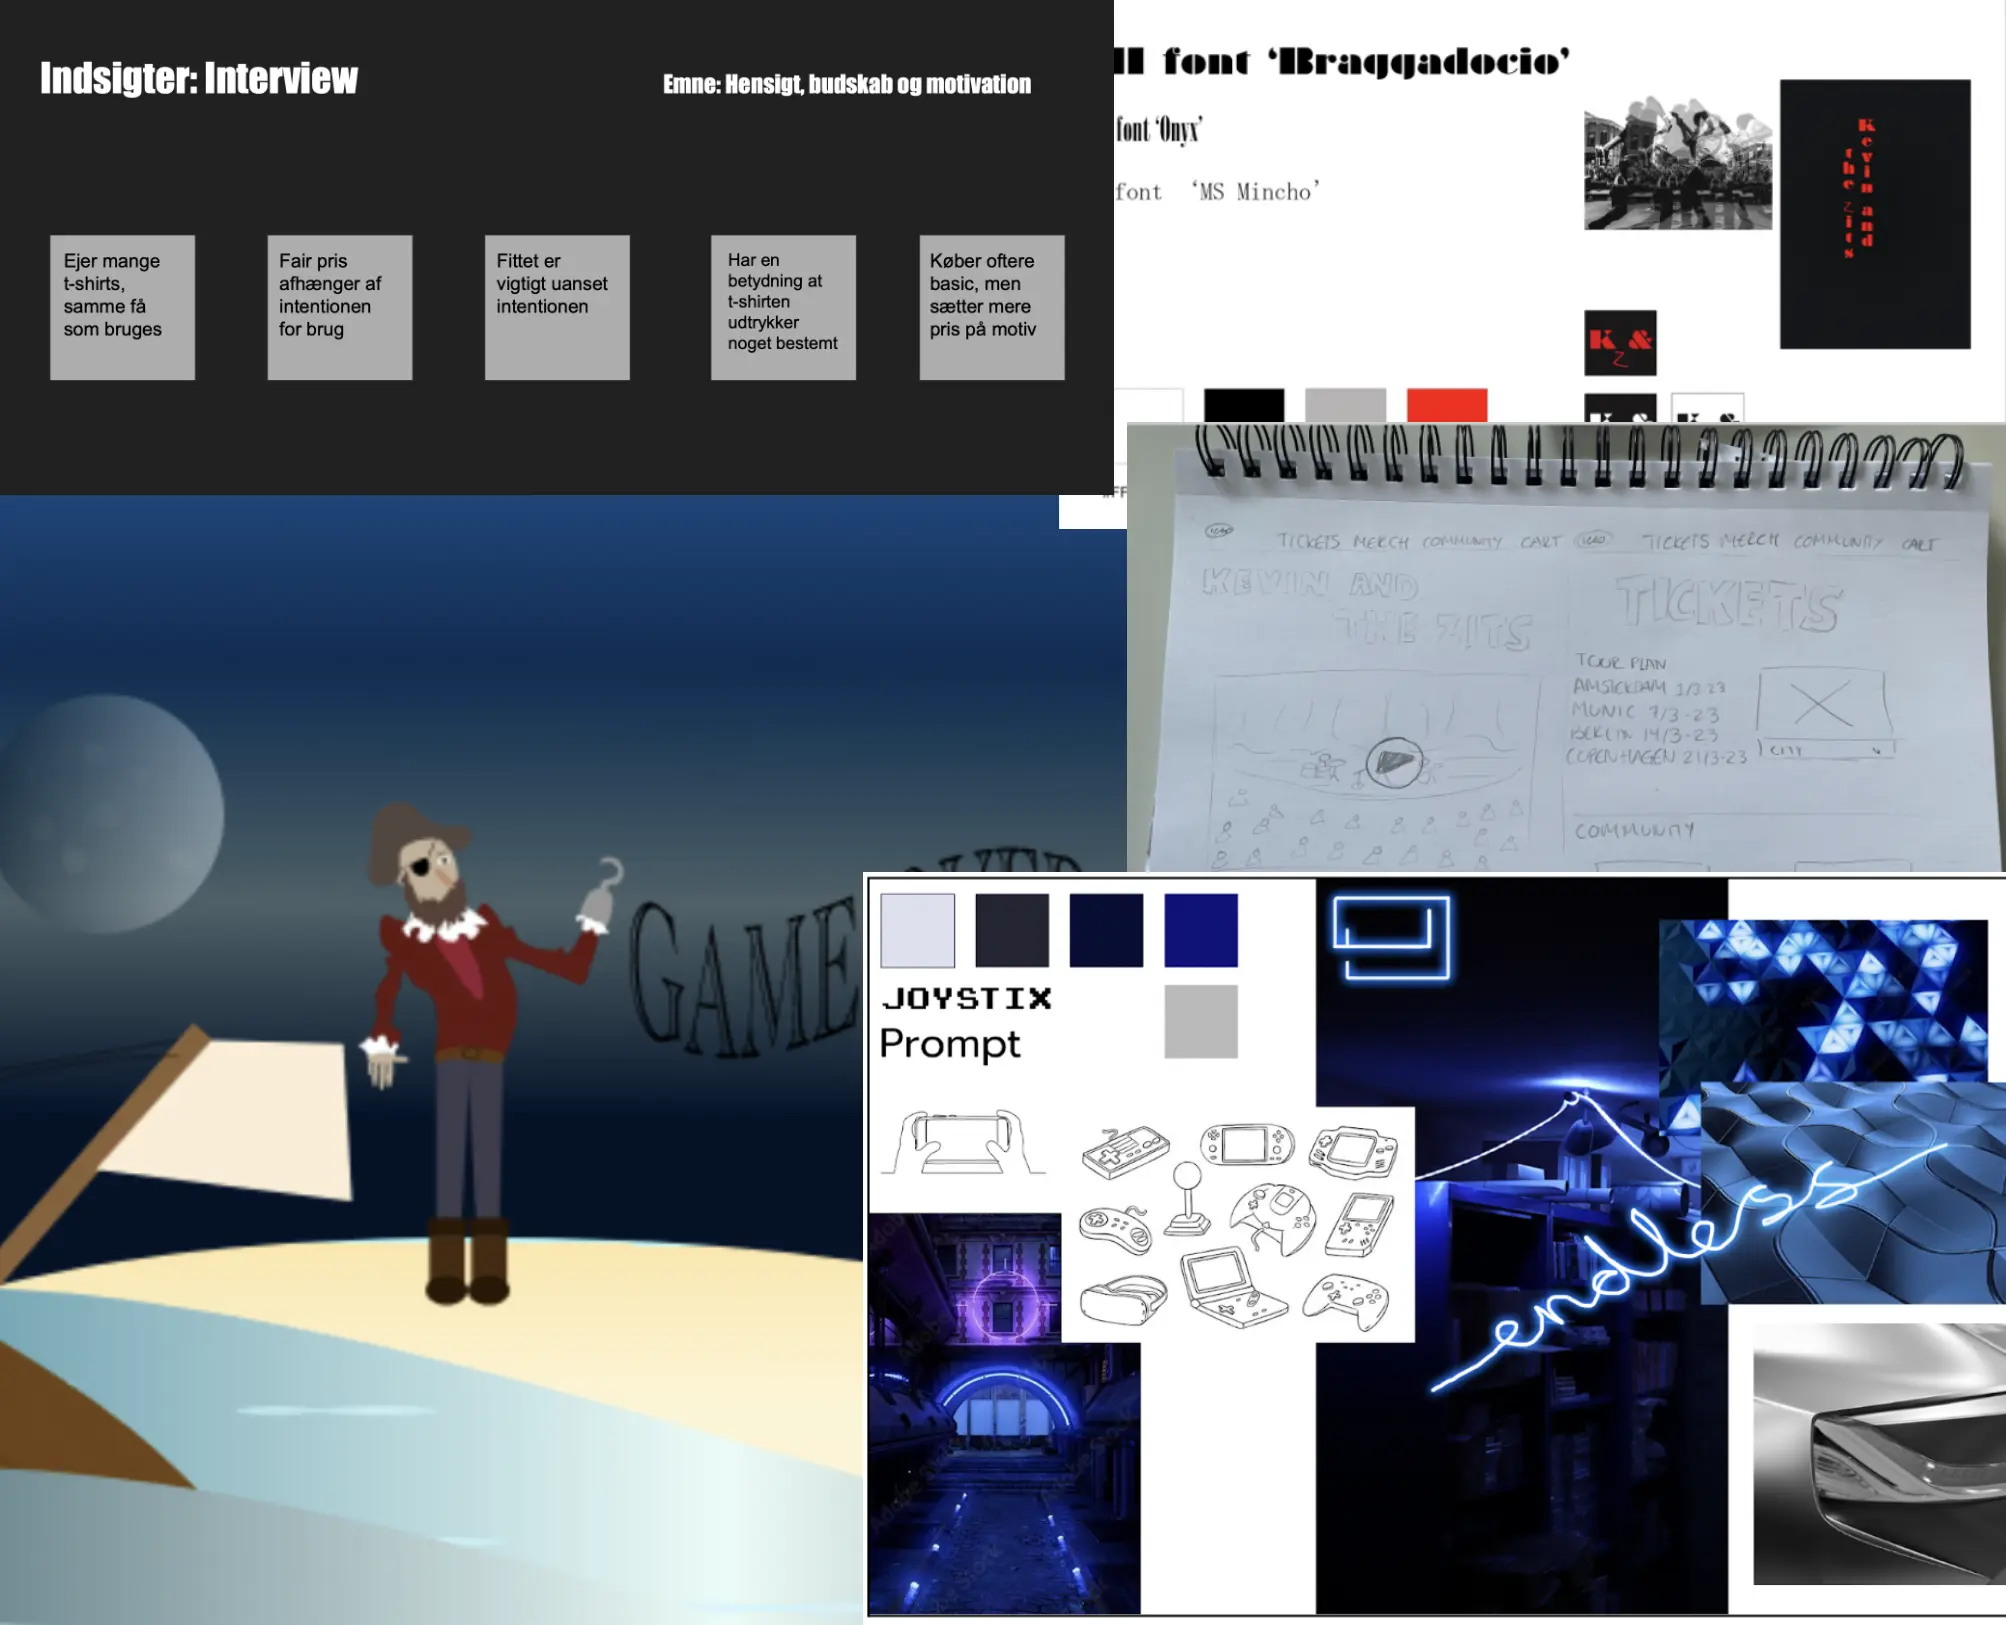 Indsigter: Interview
Emne: Hensigt, budskab og motivation
Ejer mange
t-shirts,
samme få
som bruges
Fair pris
afhænger af
intentionen
for brug
Fittet er
vigtigt uanset
intentionen
Har en
betydning at
t-shirten
udtrykker
noget bestemt
Køber oftere
basic, men
sætter mere
pris på motiv
font ‘Braggadocio’
font ‘Onyx’
font ‘MS Mincho’
Kevin and
the zits
K &
Z
K &
K &
TICKETS MERCH COMMUNITY CART
TICKETS MERCH COMMUNITY CART
KEVIN AND
THE ZITS
TICKETS
TOUR PLAN
AMSTERDAM 1/3-23
MUNIC 7/3-23
BERLIN 14/3-23
COPENHAGEN 21/3-23
CITY
COMMUNITY
GAME
JOYSTIX
Prompt
endless